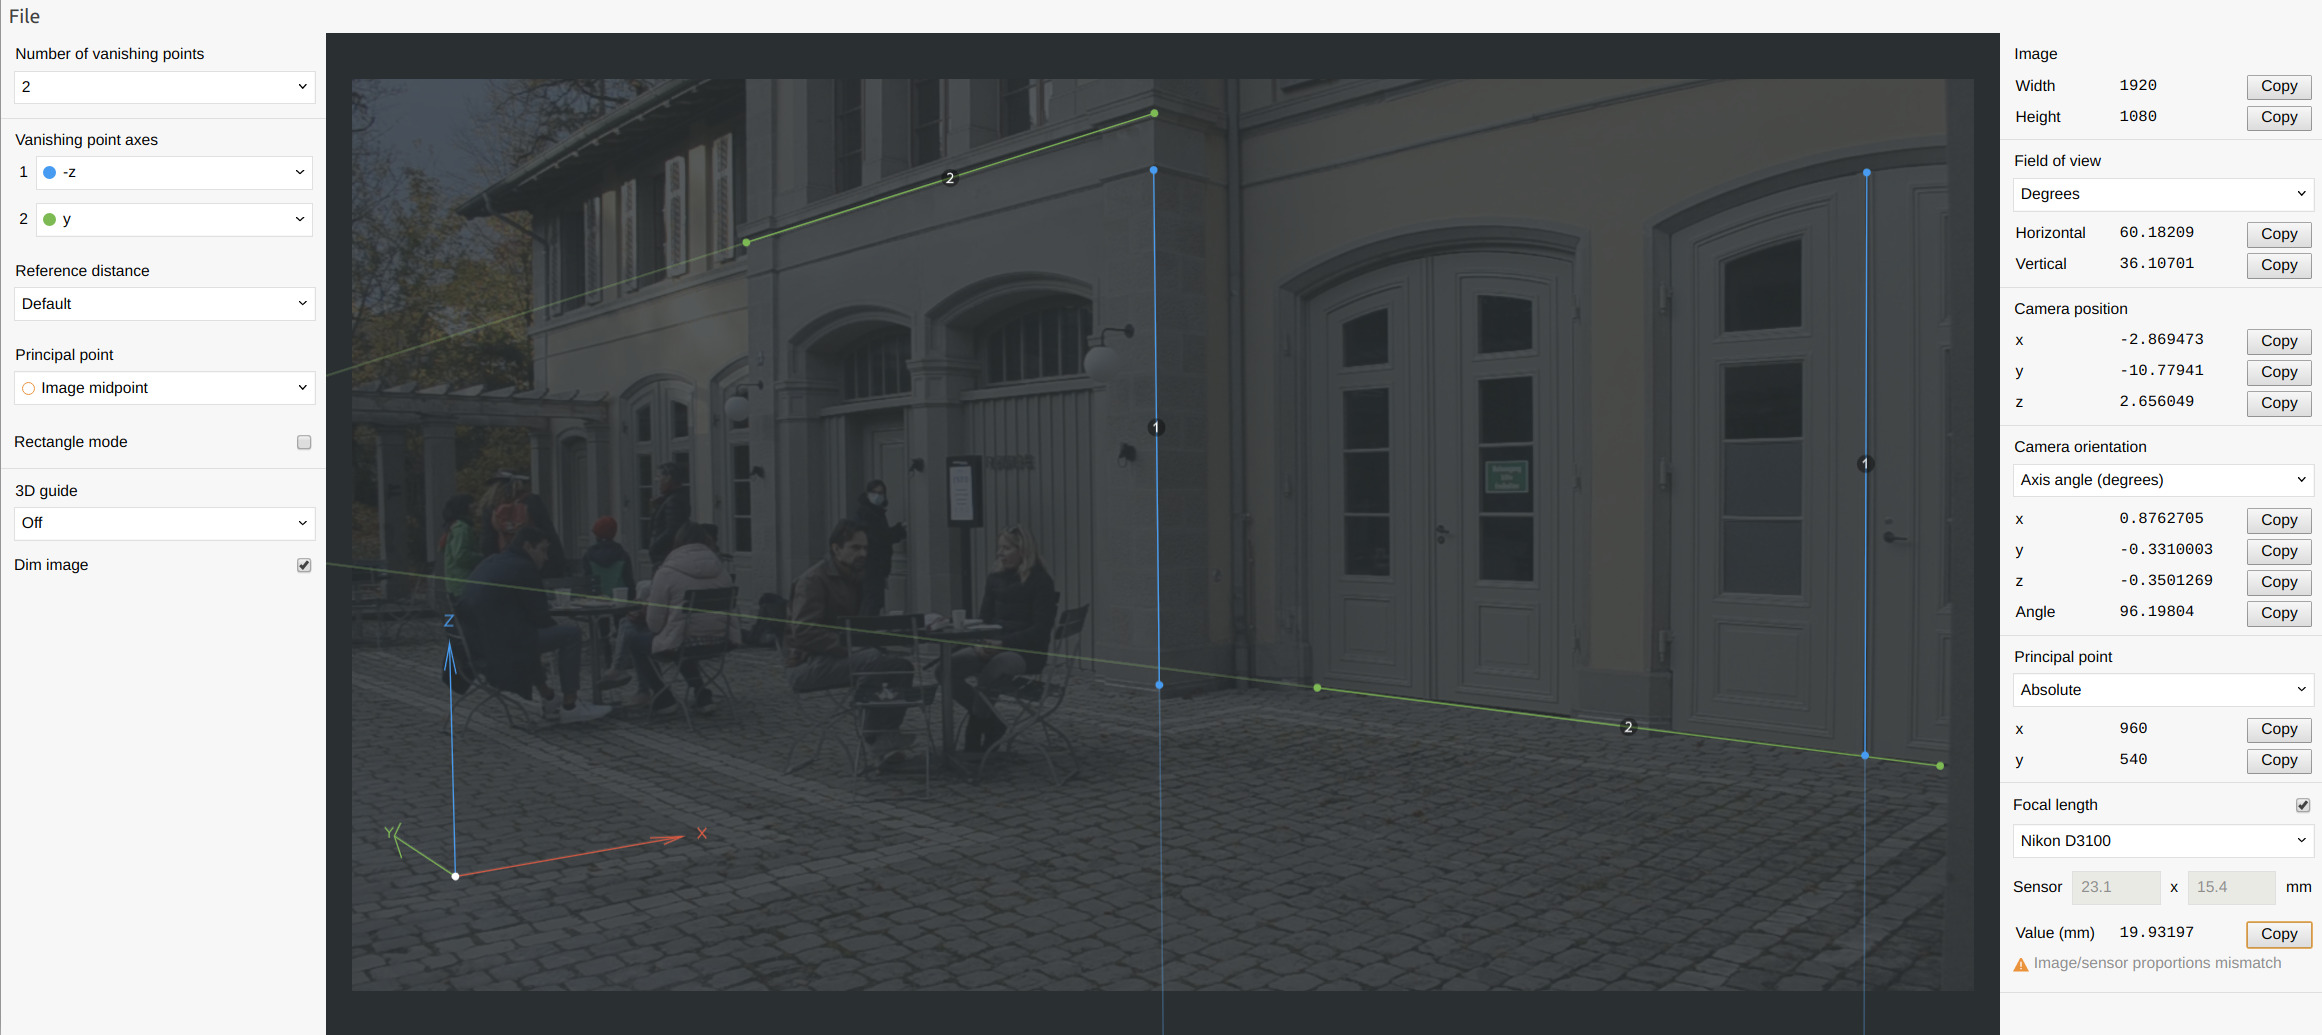 File
Number of vanishing points
2
Vanishing point axes
1 -z
2 y
Reference distance
Default
Principal point
Image midpoint
Rectangle mode
3D guide
Off
Dim image
2
1
1
2
Z
Y
X
Image
Width 1920 Copy
Height 1080 Copy
Field of view
Degrees
Horizontal 60.18209 Copy
Vertical 36.10701 Copy
Camera position
x -2.869473 Copy
y -10.77941 Copy
z 2.656049 Copy
Camera orientation
Axis angle (degrees)
x 0.8762705 Copy
y -0.3310003 Copy
z -0.3501269 Copy
Angle 96.19804 Copy
Principal point
Absolute
x 960 Copy
y 540 Copy
Focal length
Nikon D3100
Sensor 23.1 x 15.4 mm
Value (mm) 19.93197 Copy
Image/sensor proportions mismatch